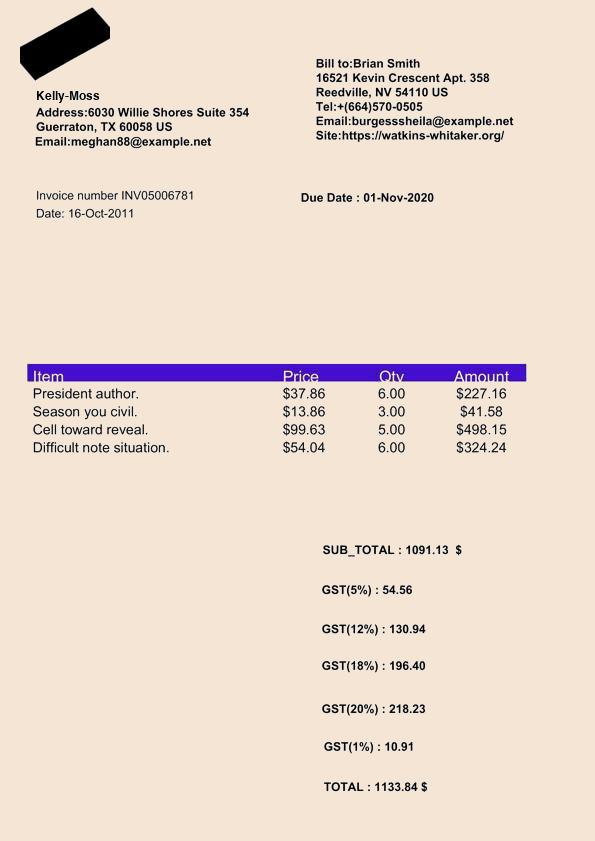 Kelly-Moss
Address:6030 Willie Shores Suite 354
Guerraton, TX 60058 US
Email:meghan88@example.net
Bill to:Brian Smith
16521 Kevin Crescent Apt. 358
Reedville, NV 54110 US
Tel:+(664)570-0505
Email:burgesssheila@example.net
Site:https://watkins-whitaker.org/
Invoice number INV05006781
Date: 16-Oct-2011
Due Date : 01-Nov-2020
Item Price Qty Amount
President author. $37.86 6.00 $227.16
Season you civil. $13.86 3.00 $41.58
Cell toward reveal. $99.63 5.00 $498.15
Difficult note situation. $54.04 6.00 $324.24
SUB_TOTAL : 1091.13 $
GST(5%) : 54.56
GST(12%) : 130.94
GST(18%) : 196.40
GST(20%) : 218.23
GST(1%) : 10.91
TOTAL : 1133.84 $